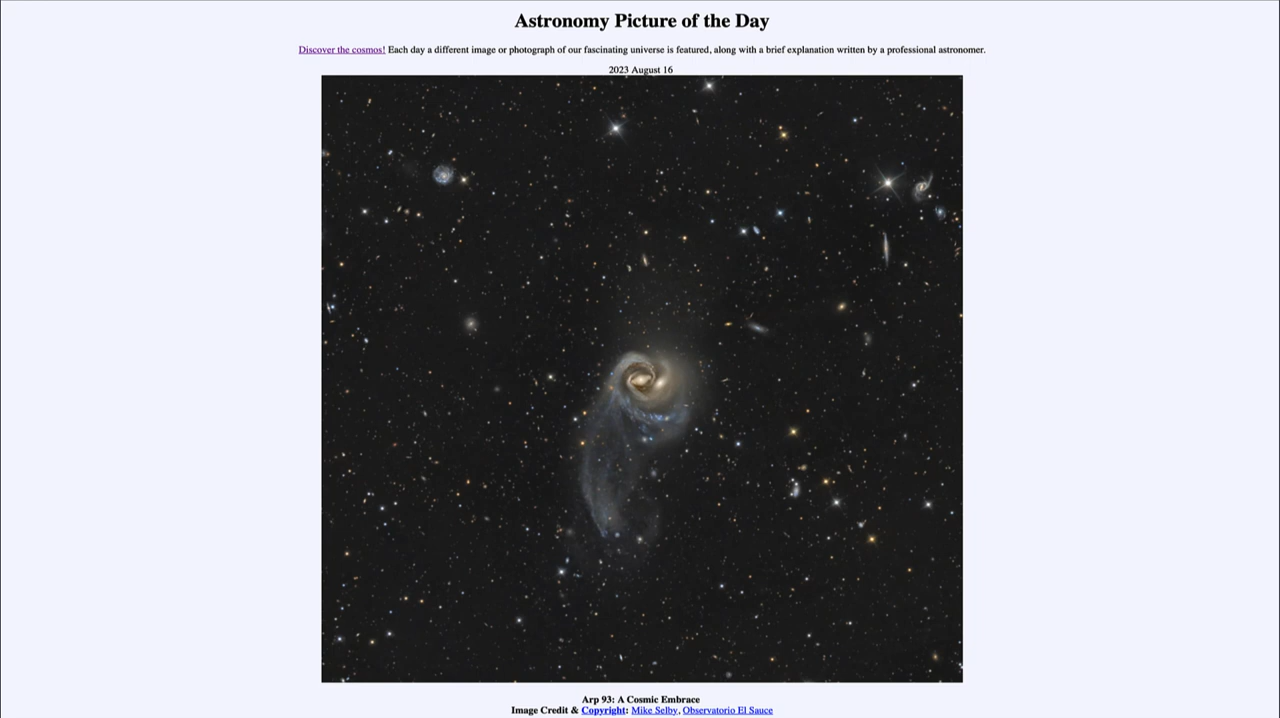 Astronomy Picture of the Day
Discover the cosmos! Each day a different image or photograph of our fascinating universe is featured, along with a brief explanation written by a professional astronomer.
2023 August 16
Arp 93: A Cosmic Embrace
Image Credit & Copyright: Mike Selby, Observatorio El Sauce